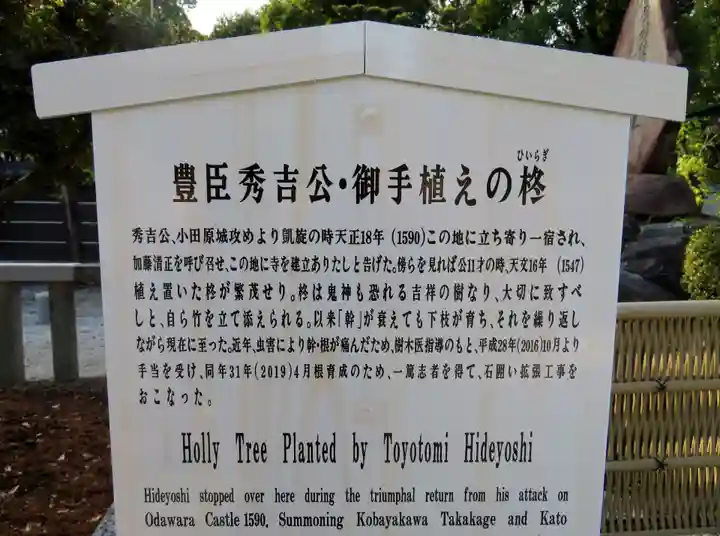 ひいらぎ
豊臣秀吉公・御手植えの柊
秀吉公、小田原城攻めより凱旋の時天正18年 (1590)この地に立ち寄り一宿され、
加藤清正を呼び召せ、この地に寺を建立ありたしと告げた。傍らを見れば公11才の時、天文16年 (1547)
植え置いた柊が繁茂せり。柊は鬼神も恐れる吉祥の樹なり、大切に致すべ
しと、自ら竹を立て添えられる。以来「幹」が衰えても下枝が育ち、それを繰り返し
ながら現在に至った。近年、虫害により幹・根が痛んだため、樹木医指導のもと、平成28年(2016)10月より
手当を受け、同年31年(2019)4月根育成のため、一篤志者を得て、石囲い拡張工事を
おこなった。
Holly Tree Planted by Toyotomi Hideyoshi
Hideyoshi stopped over here during the triumphal return from his attack on
Odawara Castle 1590. Summoning Kobayakawa Takakage and Kato